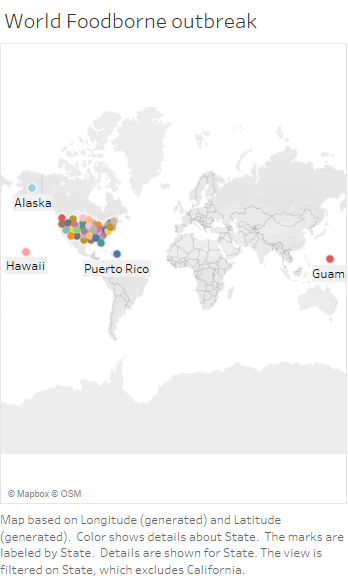 World Foodborne outbreak
Alaska
Hawaii
Puerto Rico
Guam
© Mapbox © OSM
Map based on Longitude (generated) and Latitude
(generated).  Color shows details about State.  The marks are
labeled by State.  Details are shown for State. The view is
filtered on State, which excludes California.